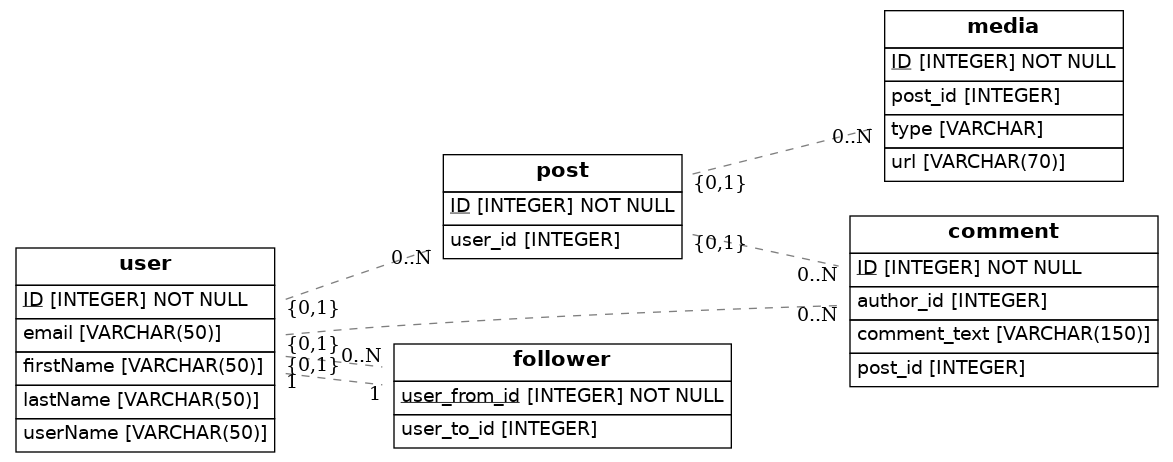 media
ID [INTEGER] NOT NULL
post_id [INTEGER]
type [VARCHAR]
url [VARCHAR(70)]
0..N
{0,1}
post
ID [INTEGER] NOT NULL
user_id [INTEGER]
{0,1}
0..N
comment
ID [INTEGER] NOT NULL
author_id [INTEGER]
comment_text [VARCHAR(150)]
post_id [INTEGER]
0..N
0..N
{0,1}
user
ID [INTEGER] NOT NULL
email [VARCHAR(50)]
firstName [VARCHAR(50)]
lastName [VARCHAR(50)]
userName [VARCHAR(50)]
{0,1}
0..N
{0,1}
1
1
follower
user_from_id [INTEGER] NOT NULL
user_to_id [INTEGER]